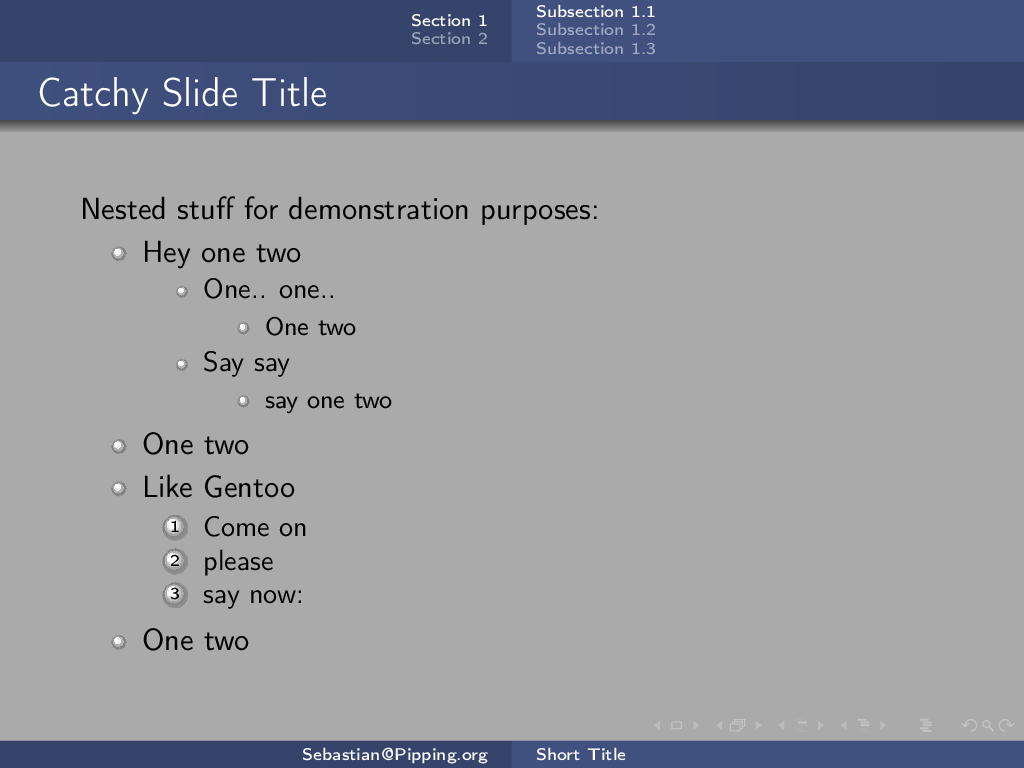 Section 1
Section 2
Subsection 1.1
Subsection 1.2
Subsection 1.3
Catchy Slide Title
Nested stuff for demonstration purposes:
Hey one two
One.. one..
One two
Say say
say one two
One two
Like Gentoo
1 Come on
2 please
3 say now:
One two
Sebastian@Pipping.org
Short Title